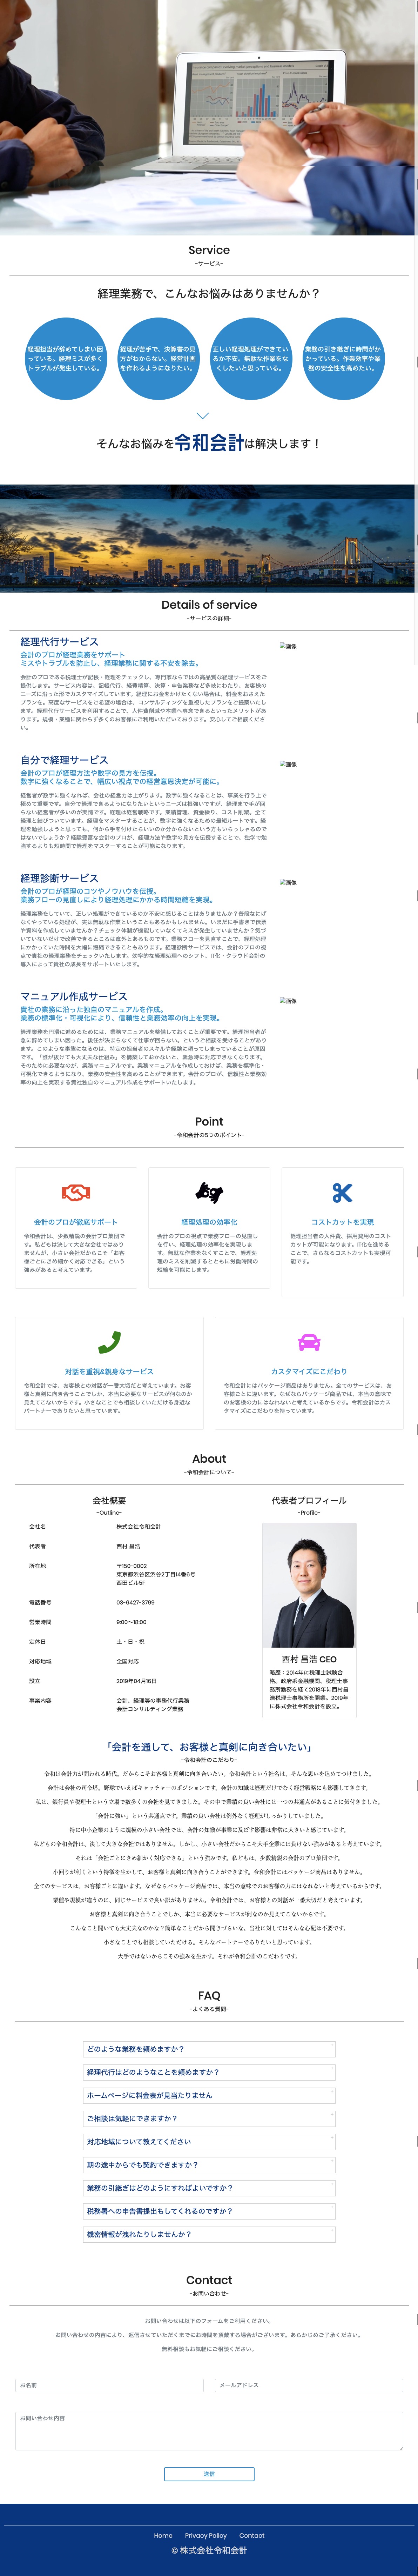 Service
-サービス-
経理業務で、こんなお悩みはありませんか？
経理担当が辞めてしまい困
っている。経理ミスが多く
トラブルが発生している。
経理が苦手で、決算書の見
方がわからない。経営計画
を作れるようになりたい。
正しい経理処理ができてい
るか不安。無駄な作業をな
くしたいと思っている。
業務の引き継ぎに時間がか
かっている。作業効率や業
務の安全性を高めたい。
そんなお悩みを令和会計は解決します！
Details of service
-サービスの詳細-
経理代行サービス
会計のプロが経理業務をサポート
ミスやトラブルを防止し、経理業務に関する不安を除去。
会計のプロである税理士が記帳・経理をチェックし、専門家ならではの高品質な経理サービスをご
提供します。サービス内容は、記帳代行、経費精算、決算・申告業務など多岐にわたり、お客様の
ニーズに沿った形でカスタマイズしています。経理にお金をかけたくない場合は、料金をおさえた
プランを。高度なサービスをご希望の場合は、コンサルティングを重視したプランをご提案いたし
ます。経理代行サービスを利用することで、人件費削減や本業へ専念できるといったメリットがあ
ります。規模・業種に関わらず多くのお客様にご利用いただいております。安心してご相談くださ
い。
画像
自分で経理サービス
会計のプロが経理方法や数字の見方を伝授。
数字に強くなることで、幅広い視点での経営意思決定が可能に。
経営者が数字に強くなれば、会社の経営力は上がります。数字に強くなることは、事業を行う上で
極めて重要です。自分で経理できるようになりたいというニーズは根強いですが、経理まで手が回
らない経営者が多いのが実情です。経理は経営戦略です。業績管理、資金繰り、コスト削減。全て
経理と結びついています。経理をマスターすることが、数字に強くなるための最短ルートです。経
理を勉強しようと思っても、何から手を付けたらいいのか分からないという方もいらっしゃるので
はないでしょうか？経験豊富な会計のプロが、経理方法や数字の見方を伝授することで、独学で勉
強するよりも短時間で経理をマスターすることが可能になります。
画像
経理診断サービス
会計のプロが経理のコツやノウハウを伝授。
業務フローの見直しにより経理処理にかかる時間短縮を実現。
経理業務をしていて、正しい処理ができているのか不安に感じることはありませんか？普段なにげ
なくやっている処理が、実は無駄な作業だということもあるかもしれません。いまだに手書きで伝票
や資料を作成していませんか？チェック体制が機能していなくてミスが発生していませんか？気づ
いていないだけで改善できるところは意外とあるものです。業務フローを見直すことで、経理処理
にかかっていた時間を大幅に短縮できることもあります。経理診断サービスでは、会計のプロの視
点で貴社の経理業務をチェックいたします。効率的な経理処理へのシフト、IT化・クラウド会計の
導入によって貴社の成長をサポートいたします。
画像
マニュアル作成サービス
貴社の業務に沿った独自のマニュアルを作成。
業務の標準化・可視化により、信頼性と業務効率の向上を実現。
経理業務を円滑に進めるためには、業務マニュアルを整備しておくことが重要です。経理担当者が
急に辞めてしまい困った。後任が決まらなくて仕事が回らない。というご相談を受けることがあり
ます。このような事態になるのは、特定の担当者のスキルや経験に頼ってしまっていることが原因
です。「誰が抜けても大丈夫な仕組み」を構築しておかないと、緊急時に対応できなくなります。
そのために必要なのが、業務マニュアルです。業務マニュアルを作成しておけば、業務を標準化・
可視化できるようになり、業務の安全性を高めることができます。会計のプロが、信頼性と業務効
率の向上を実現する貴社独自のマニュアル作成をサポートいたします。
画像
Point
-令和会計の5つのポイント-
会計のプロが徹底サポート
令和会計は、少数精鋭の会計プロ集団で
す。私どもは決して大きな会社ではあり
ませんが、小さい会社だからこそ「お客
様ごとにきめ細かく対応できる」という
強みがあると考えています。
経理処理の効率化
会計のプロの視点で業務フローの見直し
を行い、経理処理の効率化を実現しま
す。無駄な作業をなくすことで、経理処
理のミスを削減するとともに労働時間の
短縮を可能にします。
コストカットを実現
経理担当者の人件費、採用費用のコスト
カットが可能になります。IT化を進める
ことで、さらなるコストカットも実現可
能です。
対話を重視&親身なサービス
令和会計では、お客様との対話が一番大切だと考えています。お客
様と真剣に向き合うことでしか、本当に必要なサービスが何なのか
見えてこないからです。小さなことでも相談していただける身近な
パートナーでありたいと思っています。
カスタマイズにこだわり
令和会計にはパッケージ商品はありません。全てのサービスは、お
客様ごとに違います。なぜならパッケージ商品では、本当の意味で
のお客様の力にはなれないと考えているからです。令和会計はカス
タマイズにこだわりを持っています。
About
-令和会計について-
会社概要
-Outline-
会社名 株式会社令和会計
代表者 西村 昌浩
所在地 〒150-0002
東京都渋谷区渋谷2丁目14番6号
西田ビル5F
電話番号 03-6427-3799
営業時間 9:00〜18:00
定休日 土・日・祝
対応地域 全国対応
設立 2019年04月16日
事業内容 会計、経理等の事務代行業務
会計コンサルティング業務
代表者プロフィール
-Profile-
西村 昌浩 CEO
略歴：2014年に税理士試験合
格。政府系金融機関、税理士事
務所勤務を経て2018年に西村昌
浩税理士事務所を開業。2019年
に株式会社令和会計を設立。
「会計を通して、お客様と真剣に向き合いたい」
-令和会計のこだわり-
令和は会計力が問われる時代。だからこそお客様と真剣に向き合いたい、令和会計という社名は、そんな思いを込めてつけました。
会計は会社の司令塔。野球でいえばキャッチャーのポジションです。会計の知識は経理だけでなく経営戦略にも影響してきます。
私は、銀行員や税理士という立場で数多くの会社を見てきました。その中で業績の良い会社には一つの共通点があることに気付きました。
「会計に強い」という共通点です。業績の良い会社は例外なく経理がしっかりしていました。
特に中小企業のように規模の小さい会社では、会計の知識が事業に及ぼす影響は非常に大きいと感じています。
私どもの令和会計は、決して大きな会社ではありません。しかし、小さい会社だからこそ大手企業には負けない強みがあると考えています。
それは「会社ごとにきめ細かく対応できる」という強みです。私どもは、少数精鋭の会計のプロ集団です。
小回りが利くという特徴を生かして、お客様と真剣に向き合うことができます。令和会計にはパッケージ商品はありません。
全てのサービスは、お客様ごとに違います。なぜならパッケージ商品では、本当の意味でのお客様の力にはなれないと考えているからです。
業種や規模が違うのに、同じサービスで良い訳がありません。令和会計では、お客様との対話が一番大切だと考えています。
お客様と真剣に向き合うことでしか、本当に必要なサービスが何なのか見えてこないからです。
こんなこと聞いても大丈夫なのかな？簡単なことだから聞きづらいな。当社に対してはそんな心配は不要です。
小さなことでも相談していただける、そんなパートナーでありたいと思っています。
大手ではないからこその強みを生かす。それが令和会計のこだわりです。
FAQ
-よくある質問-
どのような業務を頼めますか？
経理代行はどのようなことを頼めますか？
ホームページに料金表が見当たりません
ご相談は気軽にできますか？
対応地域について教えてください
期の途中からでも契約できますか？
業務の引継ぎはどのようにすればよいですか？
税務署への申告書提出もしてくれるのですか？
機密情報が洩れたりしませんか？
Contact
-お問い合わせ-
お問い合わせは以下のフォームをご利用ください。
お問い合わせの内容により、返信させていただくまでにお時間を頂戴する場合がございます。あらかじめご了承ください。
無料相談もお気軽にご相談ください。
お名前
メールアドレス
お問い合わせ内容
送信
Home Privacy Policy Contact
© 株式会社令和会計